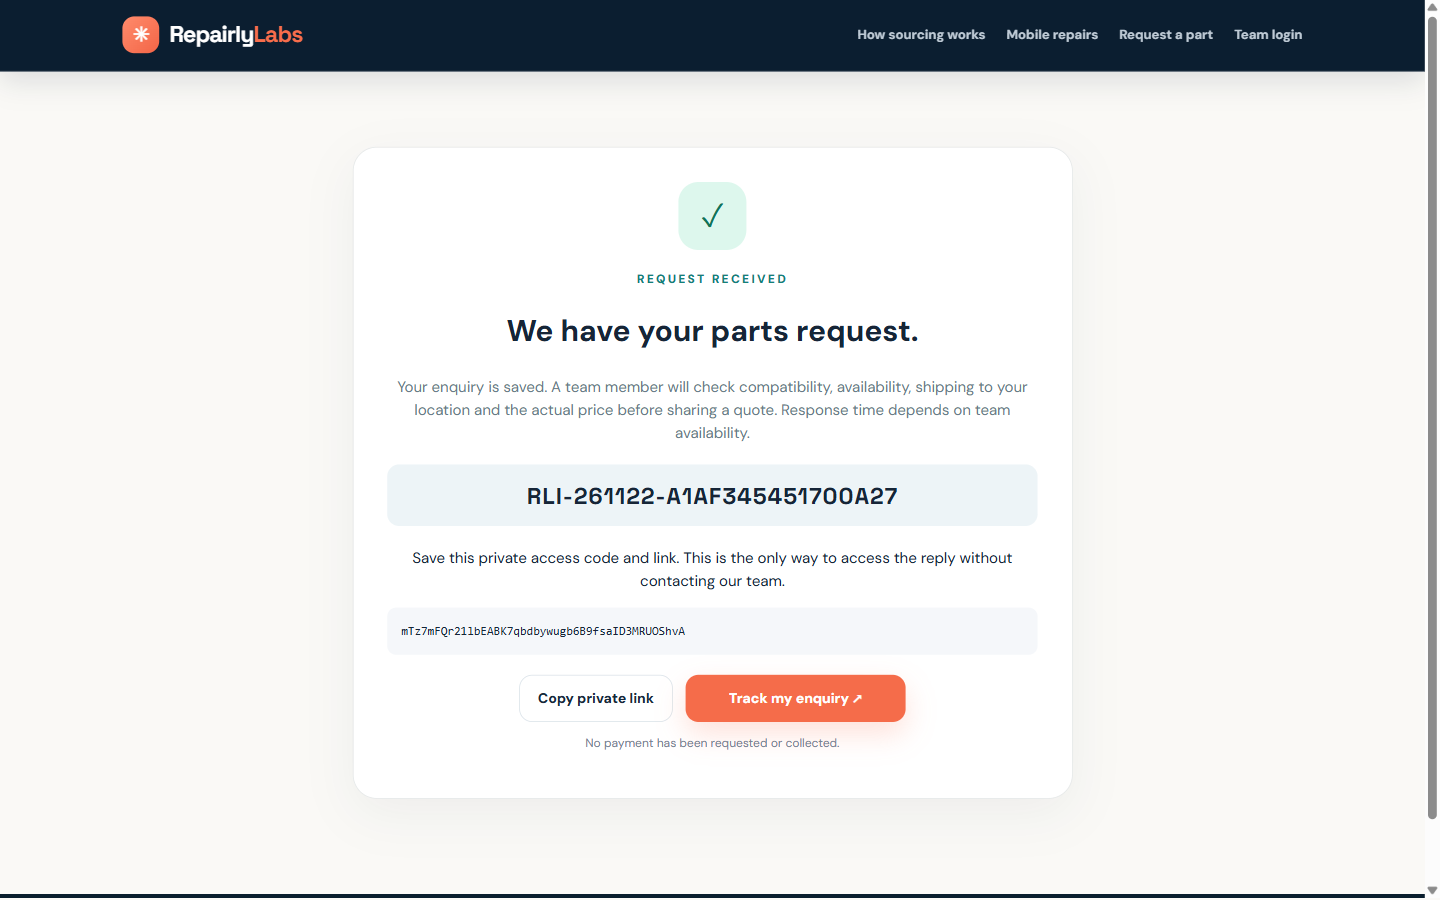 RepairlyLabs
How sourcing works
Mobile repairs
Request a part
Team login
REQUEST RECEIVED
We have your parts request.
Your enquiry is saved. A team member will check compatibility, availability, shipping to your
location and the actual price before sharing a quote. Response time depends on team
availability.
RLI-261122-A1AF345451700A27
Save this private access code and link. This is the only way to access the reply without
contacting our team.
mTz7mFQr21lbEABK7qbdbywugb6B9fsaID3MRUOShvA
Copy private link
Track my enquiry ↗
No payment has been requested or collected.